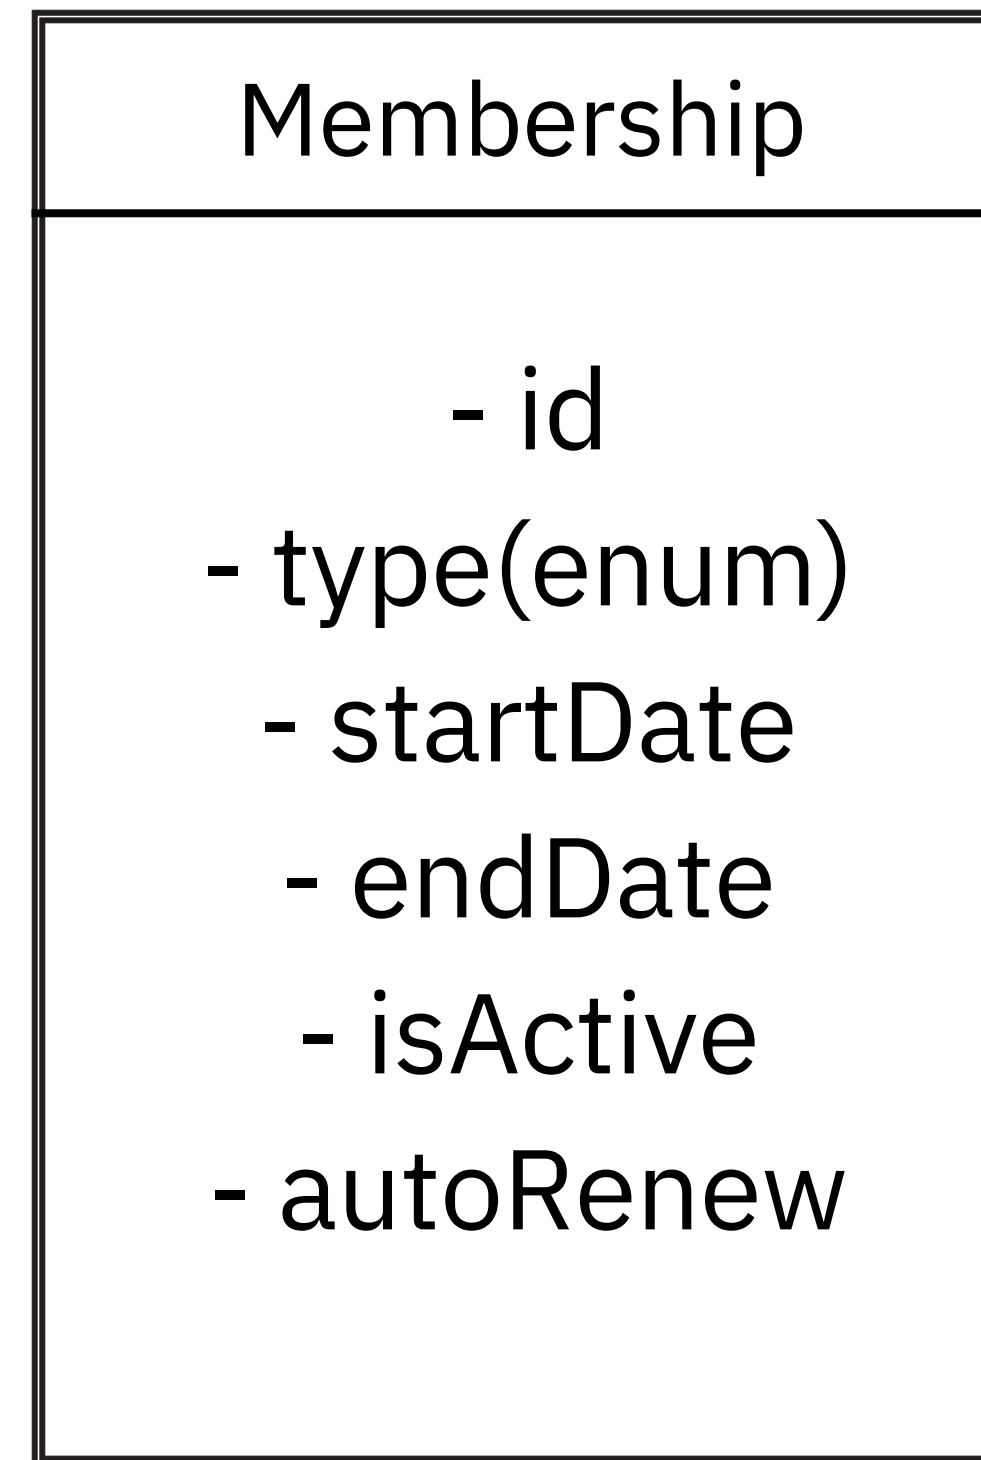 Membership
- id
- type(enum)
- startDate
- endDate
- isActive
- autoRenew